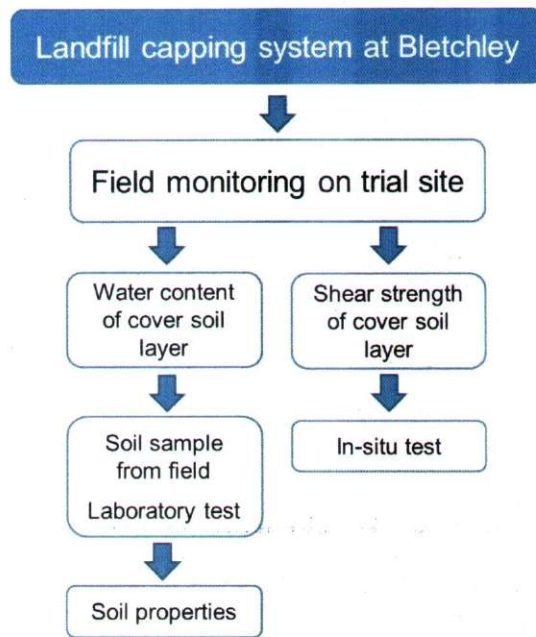 Landfill capping system at Bletchley
Field monitoring on trial site
Water content
of cover soil
layer
Shear strength
of cover soil
layer
Soil sample
from field
Laboratory test
In-situ test
Soil properties